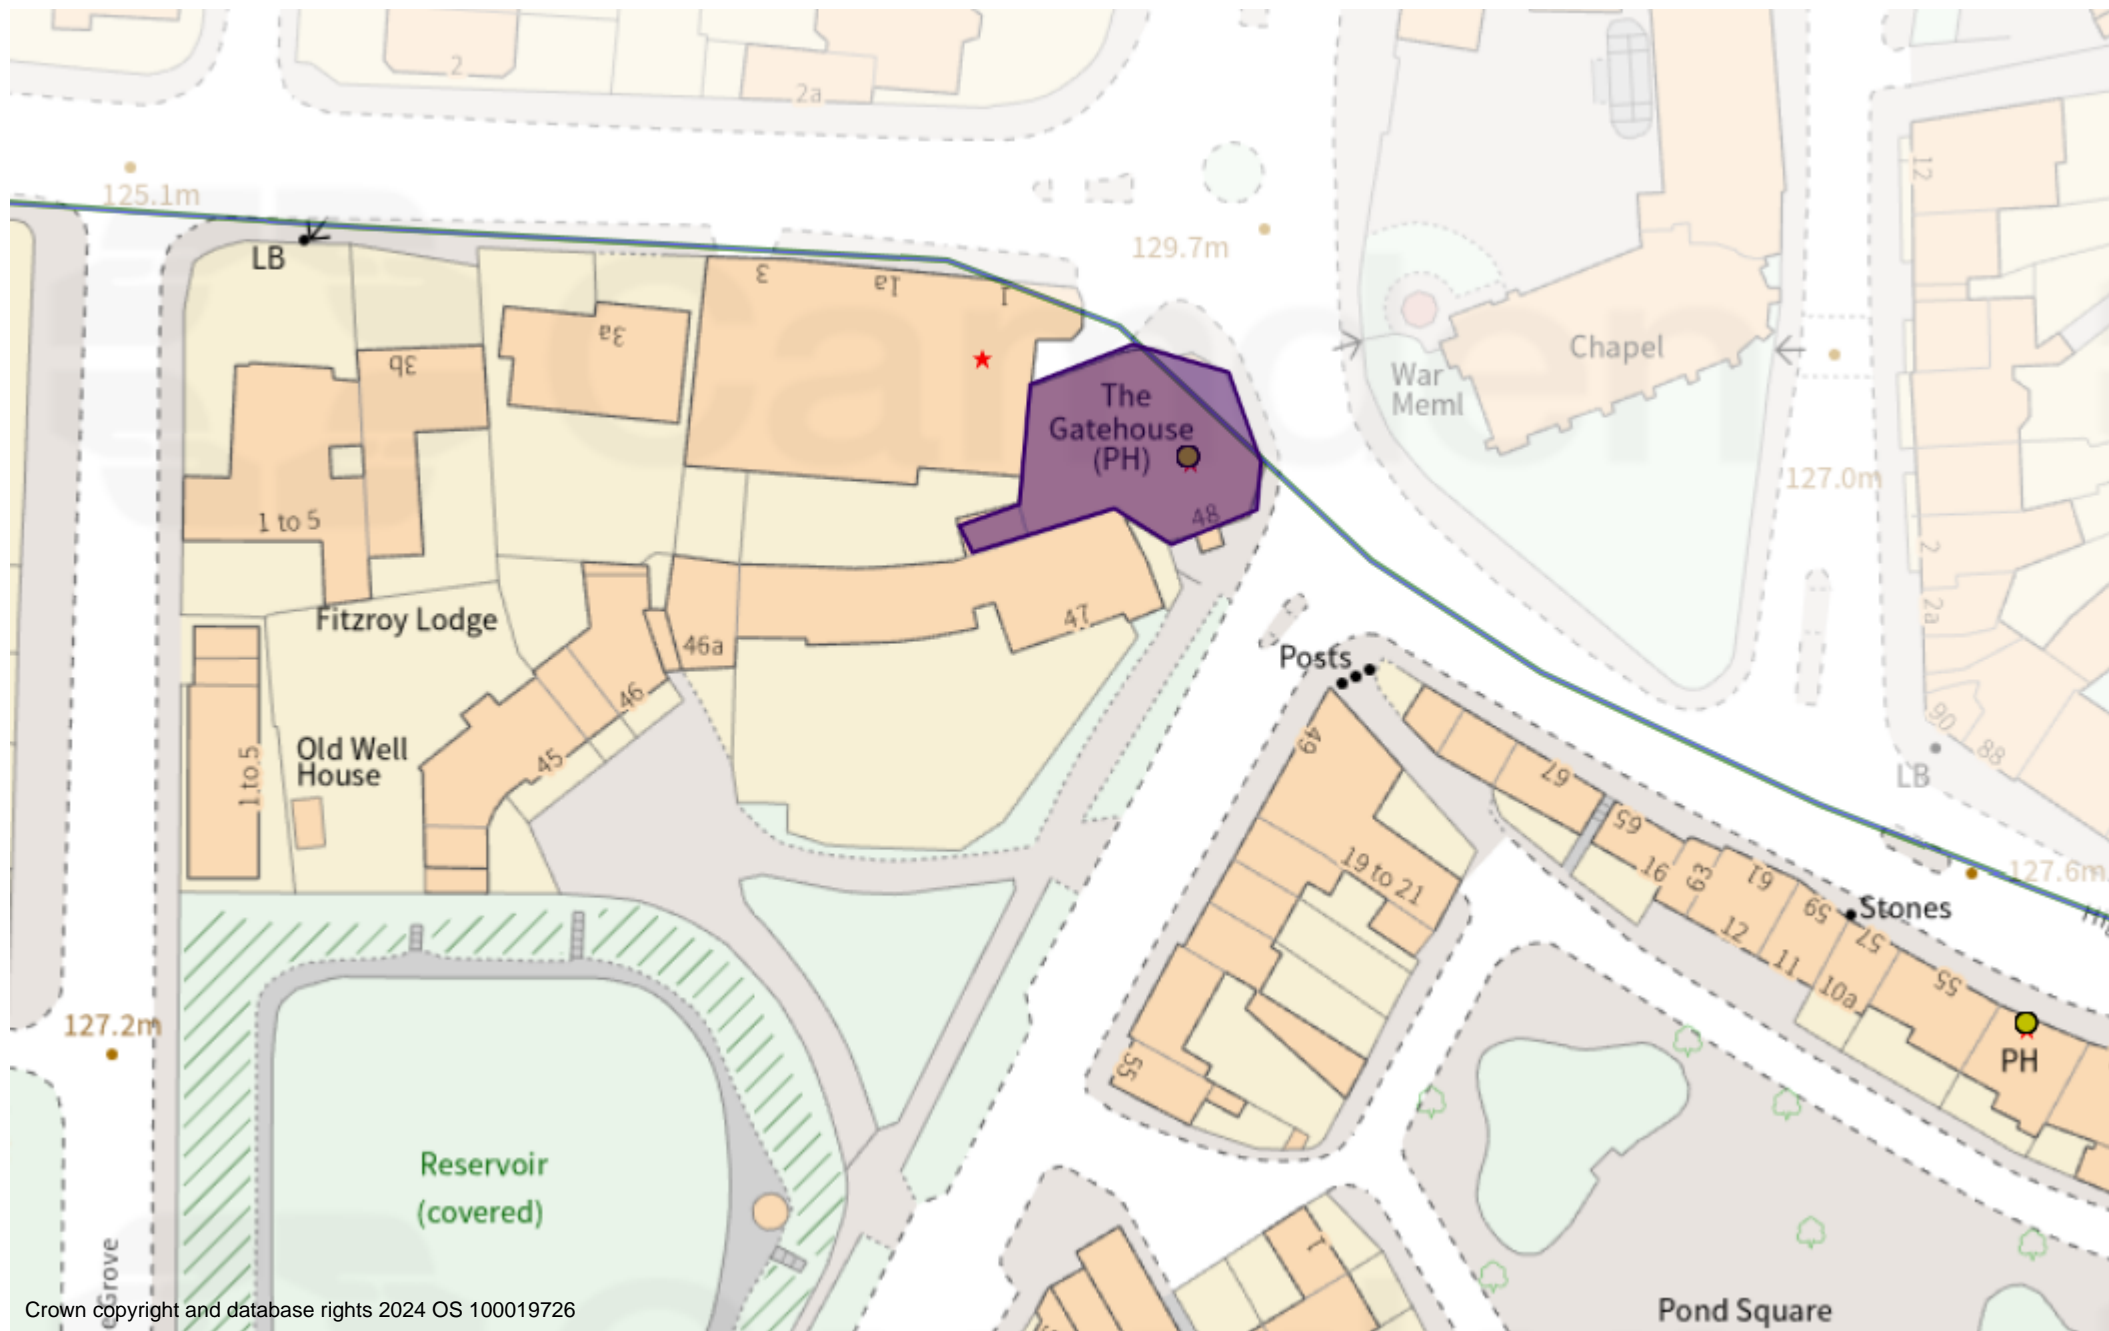 2
2a
125.1m
129.7m
12
LB
3
1a
1
3a
Chapel
War
Meml
3b
The
Gatehouse
(PH)
Camden
127.0m
48
1 to 5
2
Fitzroy Lodge
47
2a
46a
Posts
46
49
90
88
Old Well
House
45
1 to 5
67
LB
65
19 to 21
16
63
61
127.6m
59
Stones
12
57
11
55
10a
127.2m
PH
55
Reservoir
(covered)
1
e Grove
Crown copyright and database rights 2024 OS 100019726
Pond Square